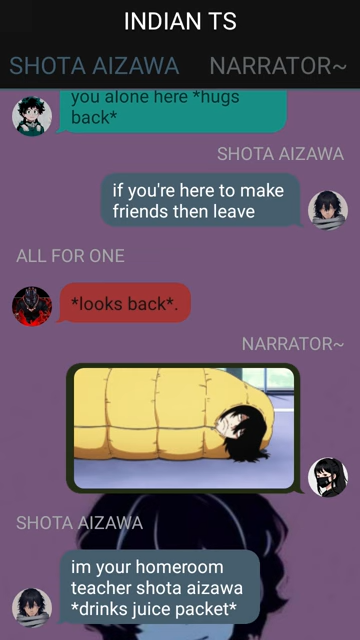 INDIAN TS
SHOTA AIZAWA NARRATOR~
you alone here *hugs
back*
SHOTA AIZAWA
if you're here to make
friends then leave
ALL FOR ONE
*looks back*.
NARRATOR~
SHOTA AIZAWA
im your homeroom
teacher shota aizawa
*drinks juice packet*